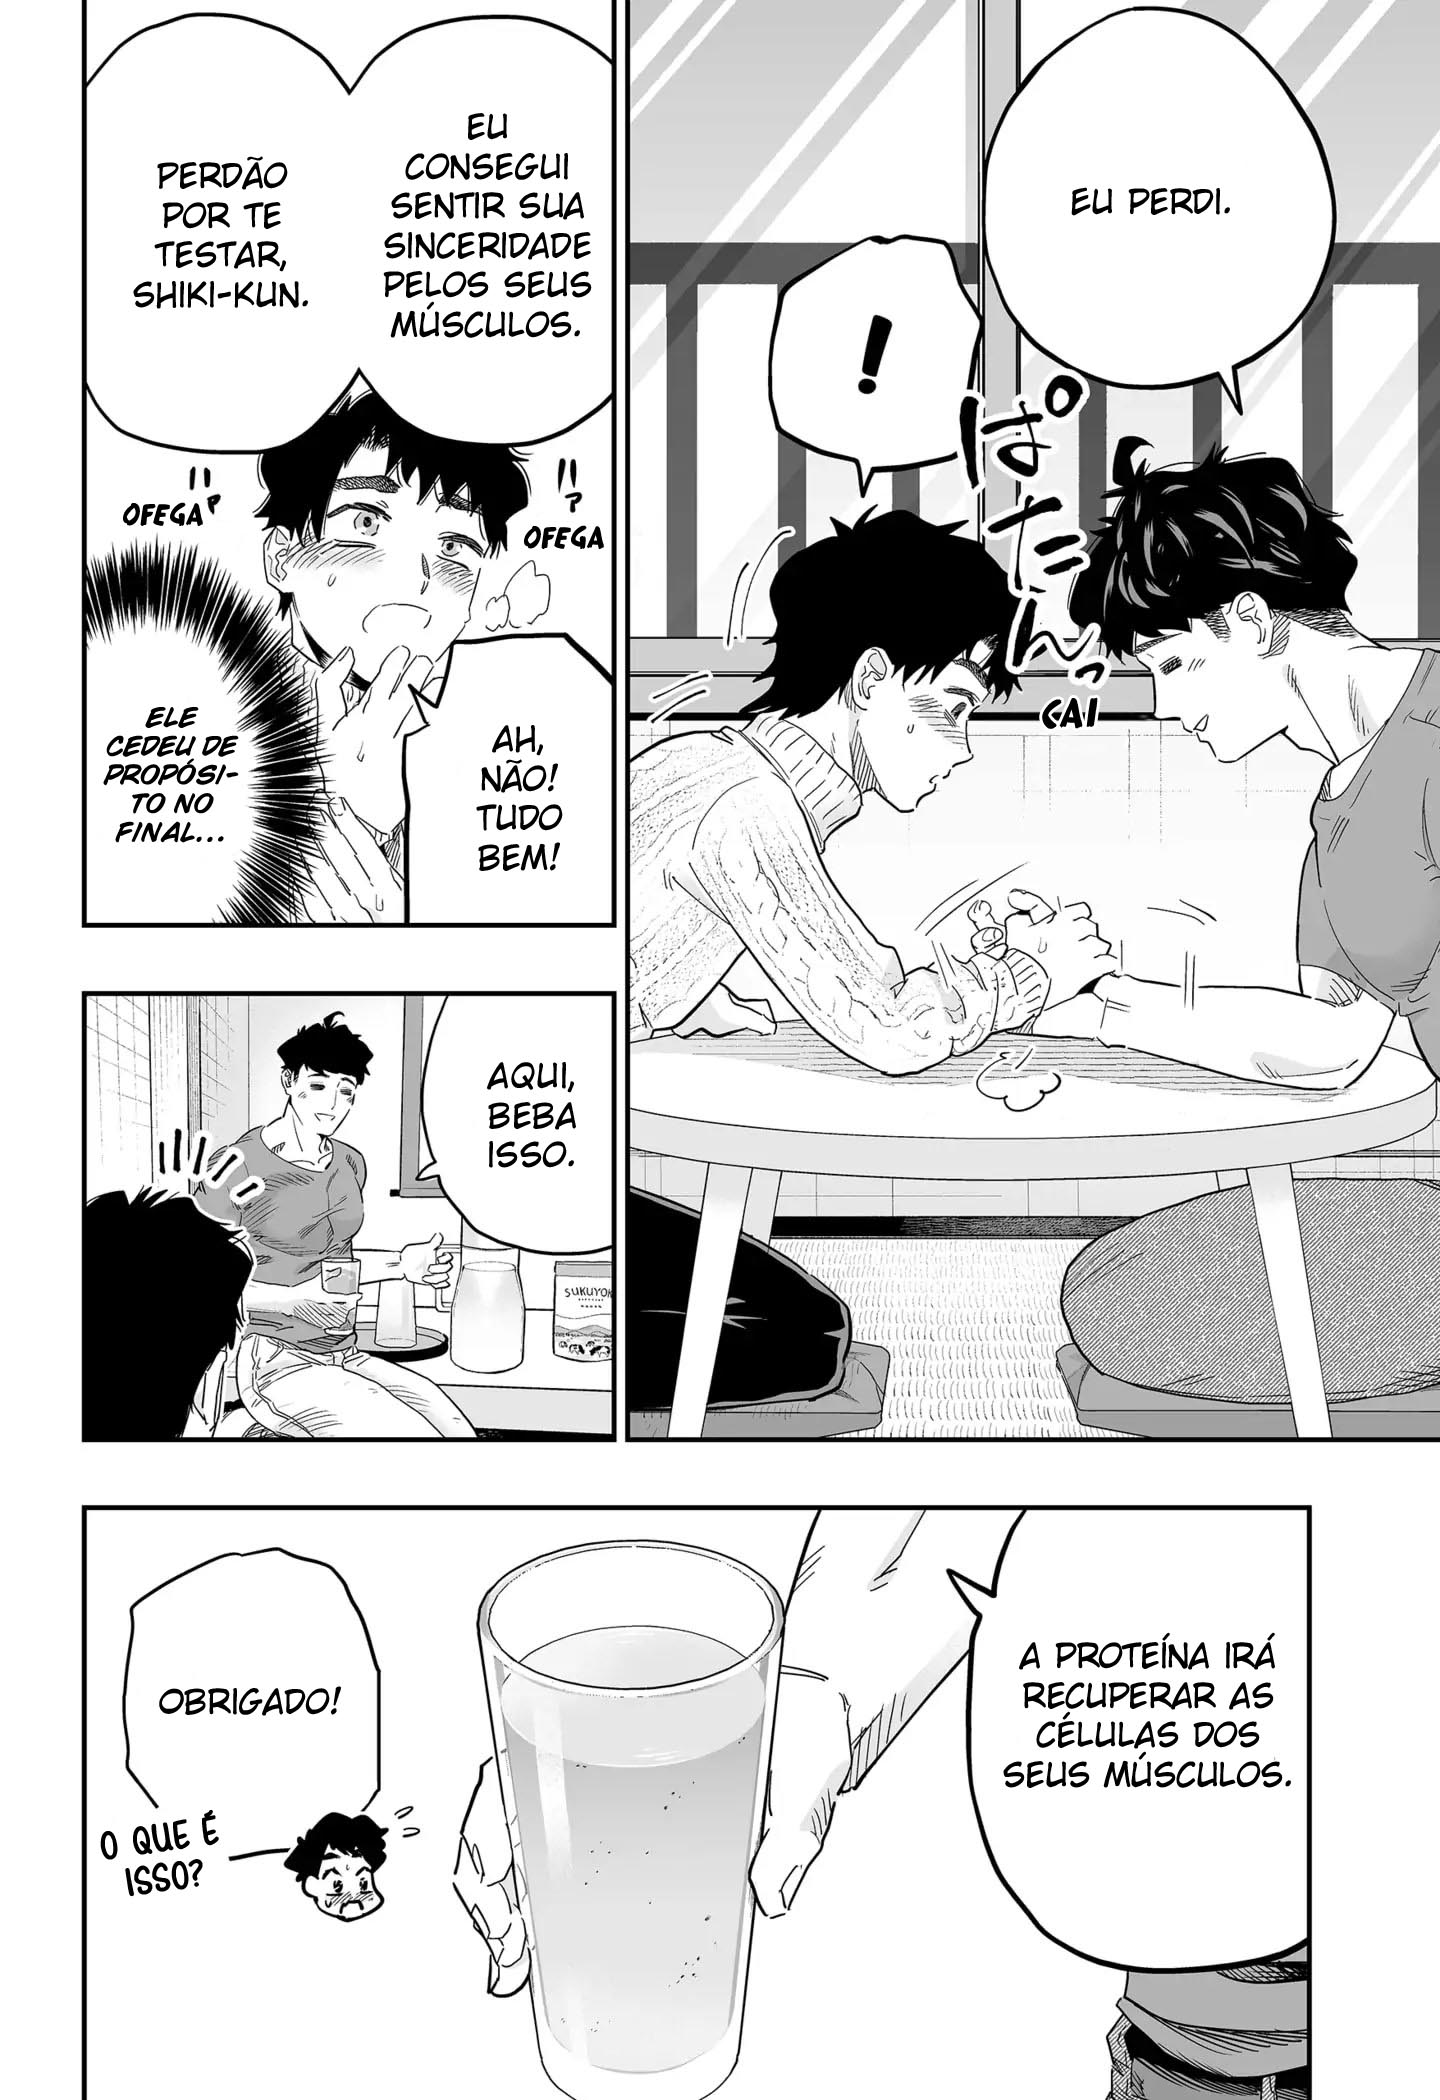 EU PERDI.
!
ぱたんっ
CAI
EU
CONSEGUI
SENTIR SUA
SINCERIDADE
PELOS SEUS
MÚSCULOS.
PERDÃO
POR TE
TESTAR,
SHIKI-KUN.
OFEGA
OFEGA
AH,
NÃO!
TUDO
BEM!
ELE
CEDEU DE
PROPÓSI-
TO NO
FINAL...
AQUI,
BEBA
ISSO.
SUKUYOK
A PROTEÍNA IRÁ
RECUPERAR AS
CÉLULAS DOS
SEUS MÚSCULOS.
OBRIGADO!
O QUE É
ISSO?